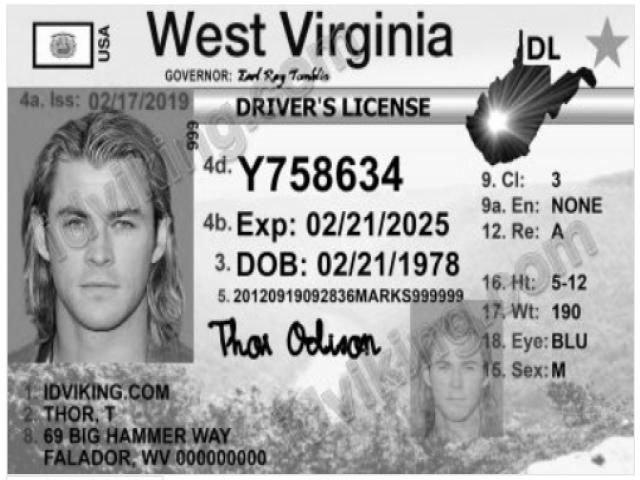 USA
West Virginia
GOVERNOR: Earl Ray Tomblin
DL
4a. Iss: 02/17/2019
DRIVER'S LICENSE
999
4d. Y758634
4b. Exp: 02/21/2025
3. DOB: 02/21/1978
5. 20120919092836MARKS999999
9. Cl: 3
9a. En: NONE
12. Re: A
16. Ht: 5-12
17. Wt: 190
18. Eye: BLU
15. Sex: M
Thor Odison
1. IDVIKING.COM
2. THOR, T
8. 69 BIG HAMMER WAY
FALADOR, WV 000000000
idviking.com
idviking.com